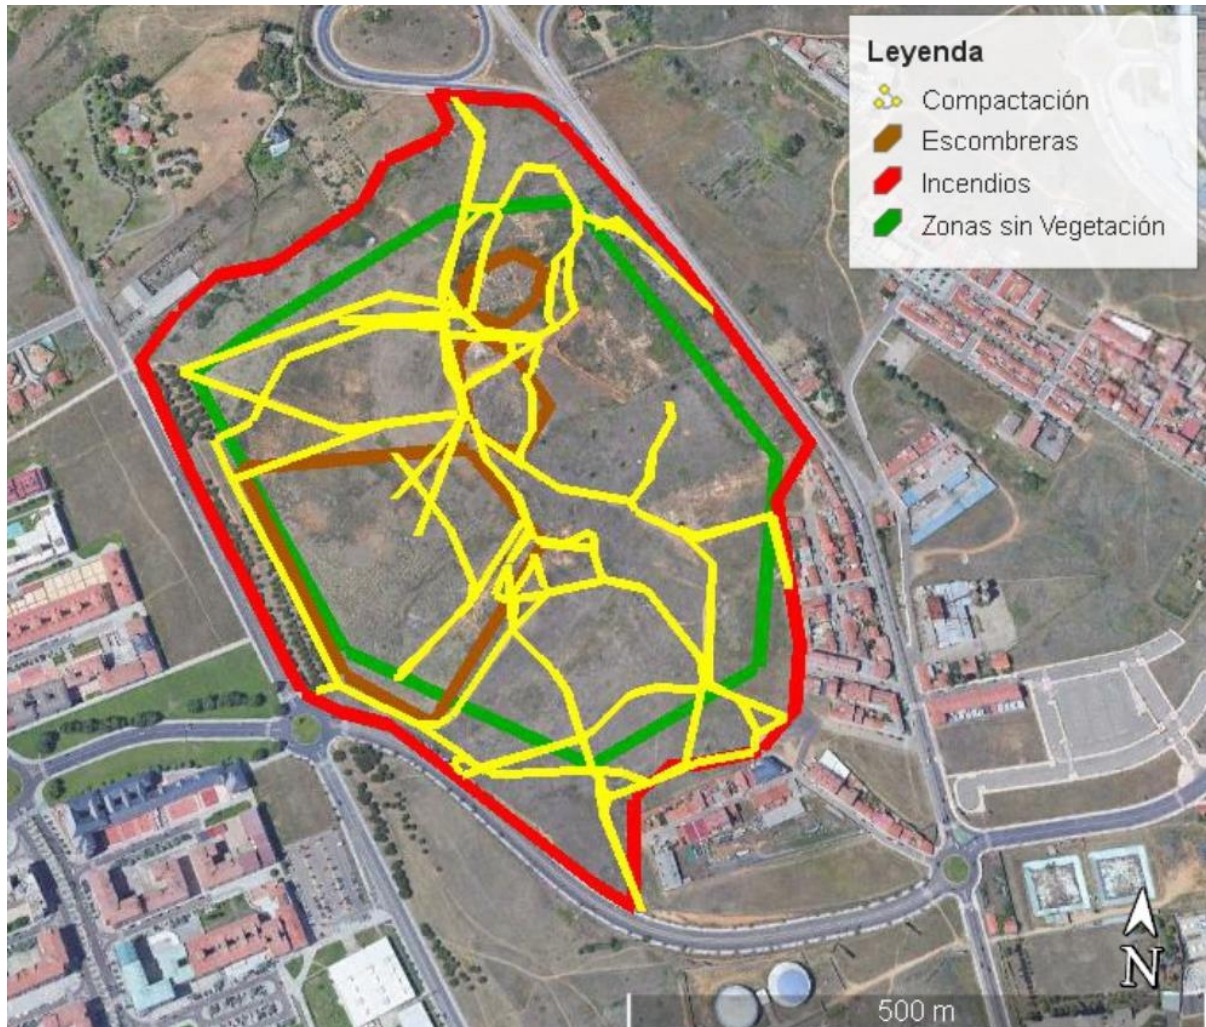 Leyenda
Compactación
Escombreras
Incendios
Zonas sin Vegetación
N
500 m